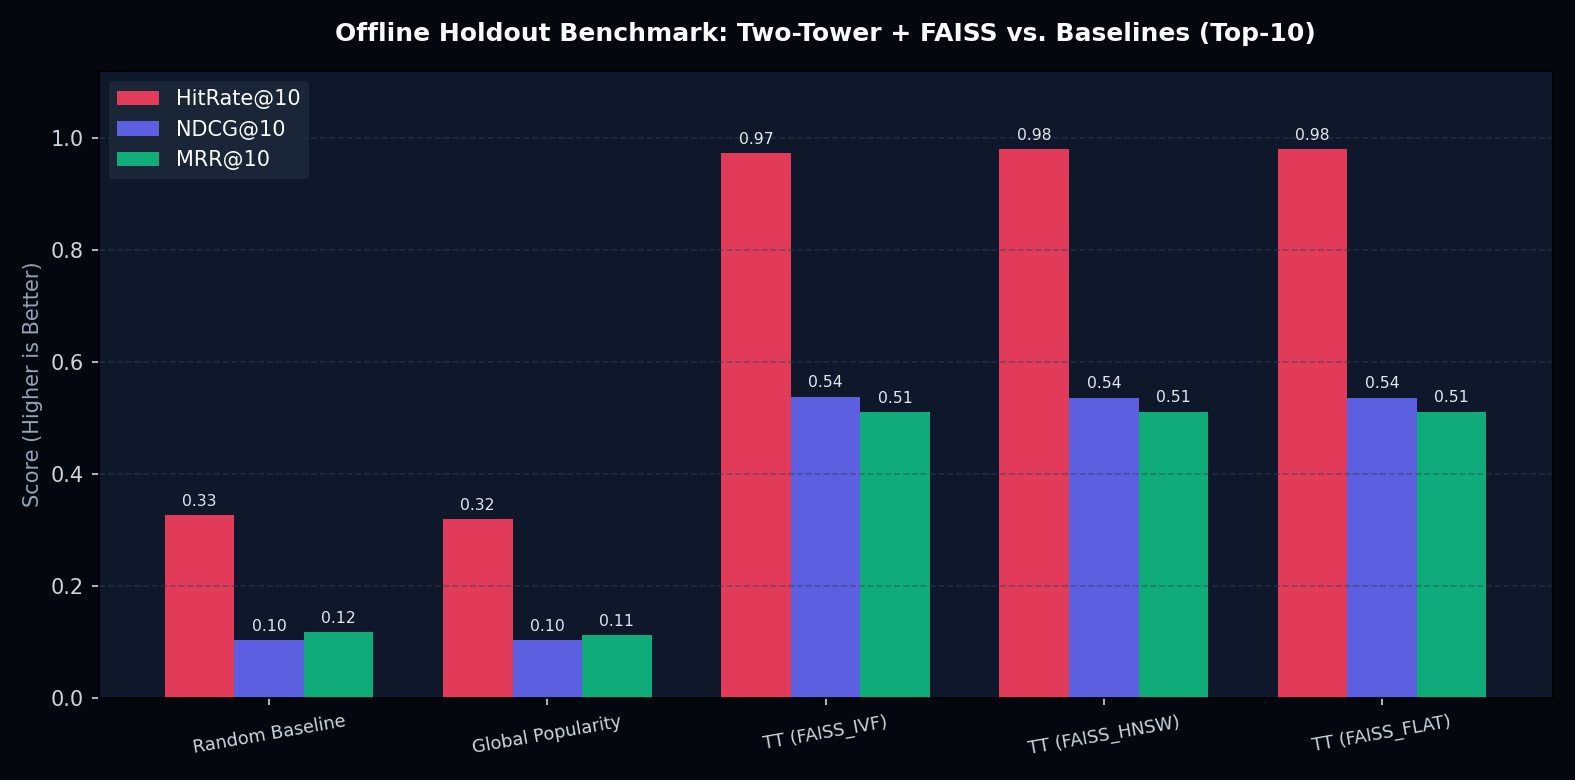 Offline Holdout Benchmark: Two-Tower + FAISS vs. Baselines (Top-10)
HitRate@10
NDCG@10
MRR@10
Score (Higher is Better)
1.0
0.8
0.6
0.4
0.2
0.0
0.33
0.10
0.12
0.32
0.10
0.11
0.97
0.54
0.51
0.98
0.54
0.51
0.98
0.54
0.51
Random Baseline
Global Popularity
TT (FAISS_IVF)
TT (FAISS_HNSW)
TT (FAISS_FLAT)